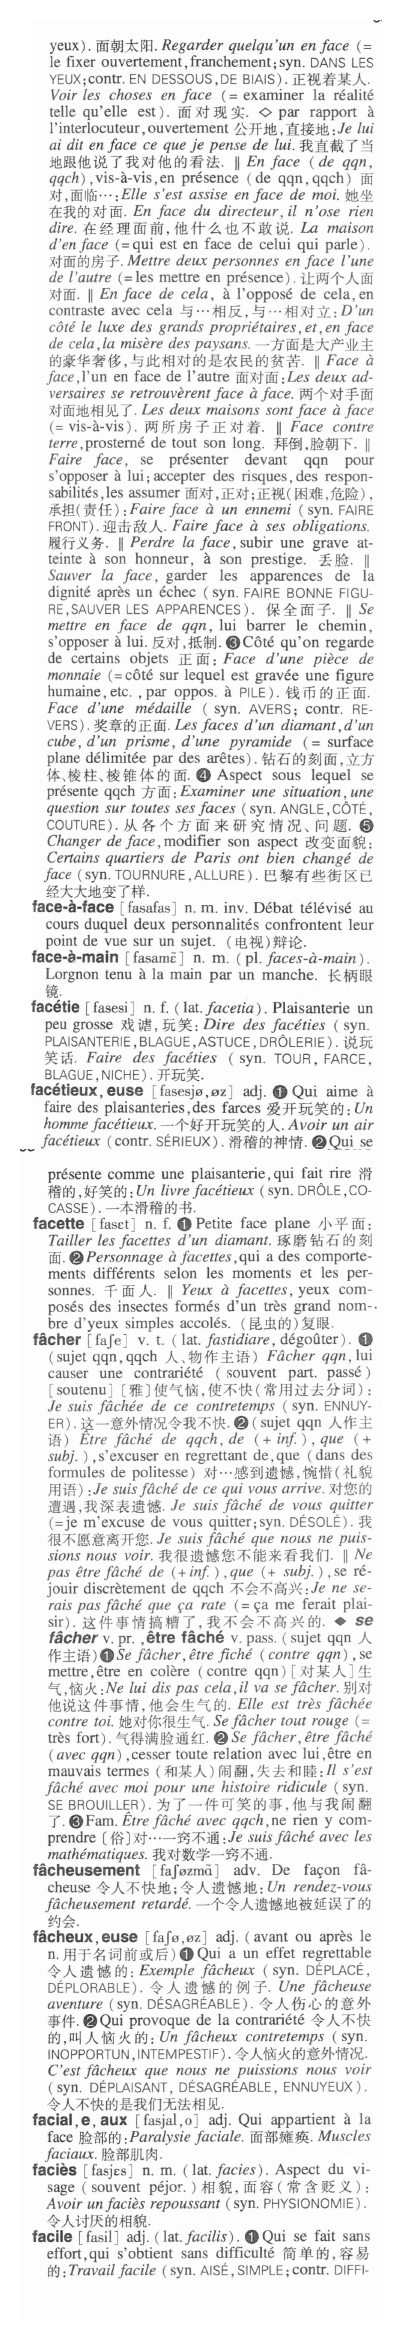 yeux). 面朝太阳. Regarder quelqu'un en face (=
le fixer ouvertement, franchement; syn. DANS LES
YEUX; contr. EN DESSOUS, DE BIAIS). 正视着某人.
Voir les choses en face (= examiner la réalité
telle qu'elle est). 面对现实. ◇ par rapport à
l'interlocuteur, ouvertement 公开地,直接地: Je lui
ai dit en face ce que je pense de lui. 我直截了当
地跟他说了我对他的看法. ‖ En face (de qqn,
qqch), vis-à-vis, en présence (de qqn, qqch) 面
对,面临…: Elle s'est assise en face de moi. 她坐
在我的对面. En face du directeur, il n'ose rien
dire. 在经理面前,他什么也不敢说. La maison
d'en face (= qui est en face de celui qui parle).
对面的房子. Mettre deux personnes en face l'une
de l'autre (= les mettre en présence). 让两个人面
对面. ‖ En face de cela, à l'opposé de cela, en
contraste avec cela 与…相反,与…相对立: D'un
côté le luxe des grands propriétaires, et, en face
de cela, la misère des paysans. 一方面是大产业主
的豪华奢侈,与此相对的是农民的贫苦. ‖ Face à
face, l'un en face de l'autre 面对面: Les deux ad-
versaires se retrouvèrent face à face. 两个对手面
对面地相见了. Les deux maisons sont face à face
(= vis-à-vis). 两所房子正对着. ‖ Face contre
terre, prosterné de tout son long. 拜倒,脸朝下. ‖
Faire face, se présenter devant qqn pour
s'opposer à lui; accepter des risques, des respon-
sabilités, les assumer 面对,正对;正视(困难,危险),
承担(责任): Faire face à un ennemi (syn. FAIRE
FRONT). 迎击敌人. Faire face à ses obligations.
履行义务. ‖ Perdre la face, subir une grave at-
teinte à son honneur, à son prestige. 丢脸. ‖
Sauver la face, garder les apparences de la
dignité après un échec (syn. FAIRE BONNE FIGU-
RE, SAUVER LES APPARENCES). 保全面子. ‖ Se
mettre en face de qqn, lui barrer le chemin,
s'opposer à lui. 反对,抵制. ❸ Côté qu'on regarde
de certains objets 正面: Face d'une pièce de
monnaie (= côté sur lequel est gravée une figure
humaine, etc., par oppos. à PILE). 钱币的正面.
Face d'une médaille (syn. AVERS; contr. RE-
VERS). 奖章的正面. Les faces d'un diamant, d'un
cube, d'un prisme, d'une pyramide (= surface
plane délimitée par des arêtes). 钻石的刻面,立方
体、棱柱、棱锥体的面. ❹ Aspect sous lequel se
présente qqch 方面: Examiner une situation, une
question sur toutes ses faces (syn. ANGLE, CÔTÉ,
COUTURE). 从各个方面来研究情况、问题. ❺
Changer de face, modifier son aspect 改变面貌:
Certains quartiers de Paris ont bien changé de
face (syn. TOURNURE, ALLURE). 巴黎有些街区已
经大大地变了样.
face-à-face [fasafas] n. m. inv. Débat télévisé au
cours duquel deux personnalités confrontent leur
point de vue sur un sujet. (电视)辩论.
face-à-main [fasamɛ̃] n. m. (pl. faces-à-main).
Lorgnon tenu à la main par un manche. 长柄眼
镜.
facétie [fasesi] n. f. (lat. facetia). Plaisanterie un
peu grosse 戏谑,玩笑: Dire des facéties (syn.
PLAISANTERIE, BLAGUE, ASTUCE, DRÔLERIE). 说玩
笑话. Faire des facéties (syn. TOUR, FARCE,
BLAGUE, NICHE). 开玩笑.
facétieux, euse [fasesjø, øz] adj. ❶ Qui aime à
faire des plaisanteries, des farces 爱开玩笑的: Un
homme facétieux. 一个好开玩笑的人. Avoir un air
facétieux (contr. SÉRIEUX). 滑稽的神情. ❷ Qui se
présente comme une plaisanterie, qui fait rire 滑
稽的,好笑的: Un livre facétieux (syn. DRÔLE, CO-
CASSE). 一本滑稽的书.
facette [fasɛt] n. f. ❶ Petite face plane 小平面:
Tailler les facettes d'un diamant. 琢磨钻石的刻
面. ❷ Personnage à facettes, qui a des comporte-
ments différents selon les moments et les per-
sonnes. 千面人. ‖ Yeux à facettes, yeux com-
posés des insectes formés d'un très grand nom-
bre d'yeux simples accolés. (昆虫的)复眼.
fâcher [faʃe] v. t. (lat. fastidiare, dégoûter). ❶
(sujet qqn, qqch 人、物作主语) Fâcher qqn, lui
causer une contrariété (souvent part. passé)
[soutenu] [雅]使气恼,使不快(常用过去分词):
Je suis fâchée de ce contretemps (syn. ENNUY-
ER). 这一意外情况令我不快. ❷ (sujet qqn 人作主
语) Être fâché de qqch, de (+ inf.), que (+
subj.), s'excuser en regrettant de, que (dans des
formules de politesse) 对…感到遗憾,惋惜(礼貌
用语): Je suis fâché de ce qui vous arrive. 对您的
遭遇,我深表遗憾. Je suis fâché de vous quitter
(= je m'excuse de vous quitter; syn. DÉSOLÉ). 我
很不愿意离开您. Je suis fâché que nous ne puis-
sions nous voir. 我很遗憾您不能来看我们. ‖ Ne
pas être fâché de (+ inf.), que (+ subj.), se ré-
jouir discrètement de qqch 不会不高兴: Je ne se-
rais pas fâché que ça rate (= ça me ferait plai-
sir). 这件事情搞糟了,我不会不高兴的. ◆ se
fâcher v. pr., être fâché v. pass. (sujet qqn 人
作主语) ❶ Se fâcher, être fiché (contre qqn), se
mettre, être en colère (contre qqn) [对某人]生
气,恼火: Ne lui dis pas cela, il va se fâcher. 别对
他说这件事情,他会生气的. Elle est très fâchée
contre toi. 她对你很生气. Se fâcher tout rouge (=
très fort). 气得满脸通红. ❷ Se fâcher, être fâché
(avec qqn), cesser toute relation avec lui, être en
mauvais termes (和某人)闹翻,失去和睦: Il s'est
fâché avec moi pour une histoire ridicule (syn.
SE BROUILLER). 为了一件可笑的事,他与我闹翻
了. ❸ Fam. Être fâché avec qqch, ne rien y com-
prendre [俗]对…一窍不通: Je suis fâché avec les
mathématiques. 我对数学一窍不通.
fâcheusement [faʃøzmɑ̃] adv. De façon fâ-
cheuse 令人不快地;令人遗憾地: Un rendez-vous
fâcheusement retardé. 一个令人遗憾地被延误了的
约会.
fâcheux, euse [faʃø, øz] adj. (avant ou après le
n. 用于名词前或后) ❶ Qui a un effet regrettable
令人遗憾的: Exemple fâcheux (syn. DÉPLACÉ,
DÉPLORABLE). 令人遗憾的例子. Une fâcheuse
aventure (syn. DÉSAGRÉABLE). 令人伤心的意外
事件. ❷ Qui provoque de la contrariété 令人不快
的,叫人恼火的: Un fâcheux contretemps (syn.
INOPPORTUN, INTEMPESTIF). 令人恼火的意外情况.
C'est fâcheux que nous ne puissions nous voir
(syn. DÉPLAISANT, DÉSAGRÉABLE, ENNUYEUX).
令人不快的是我们无法相见.
facial, e, aux [fasjal, o] adj. Qui appartient à la
face 脸部的: Paralysie faciale. 面部瘫痪. Muscles
faciaux. 脸部肌肉.
faciès [fasjɛs] n. m. (lat. facies). Aspect du vi-
sage (souvent péjor.) 相貌,面容(常含贬义):
Avoir un faciès repoussant (syn. PHYSIONOMIE).
令人讨厌的相貌.
facile [fasil] adj. (lat. facilis). ❶ Qui se fait sans
effort, qui s'obtient sans difficulté 简单的,容易
的: Travail facile (syn. AISÉ, SIMPLE; contr. DIFFI-